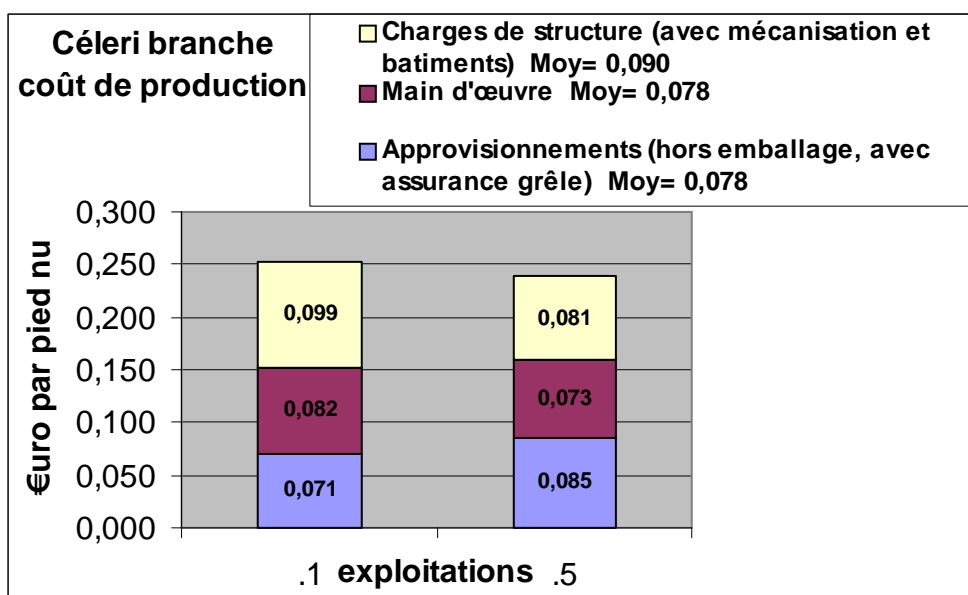 Céleri branche
coût de production
Charges de structure (avec mécanisation et
batiments) Moy= 0,090
Main d'œuvre Moy= 0,078
Approvisionnements (hors emballage, avec
assurance grêle) Moy= 0,078
€uro par pied nu
0,300
0,250
0,200
0,150
0,100
0,050
0,000
0,099
0,081
0,082
0,073
0,071
0,085
.1 exploitations .5